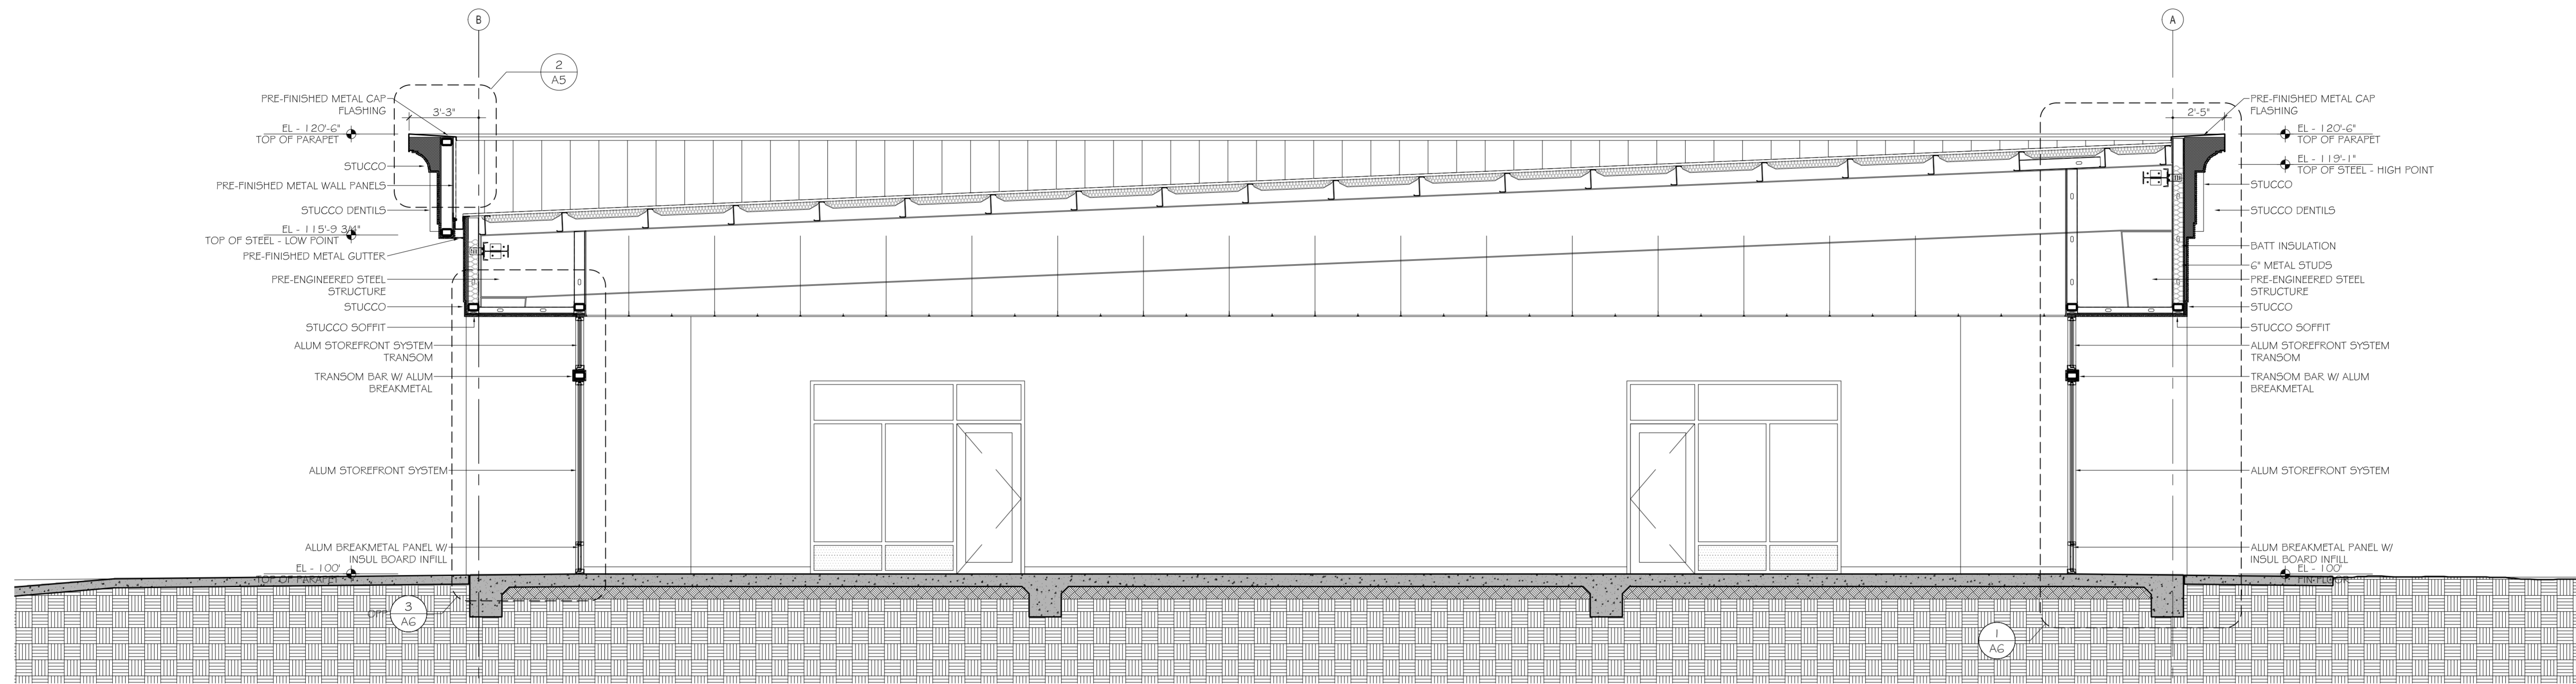 B
A
2
A5
PRE-FINISHED METAL CAP
FLASHING
3'-3"
EL - 120'-6"
TOP OF PARAPET
STUCCO
PRE-FINISHED METAL WALL PANELS
STUCCO DENTILS
EL - 115'-9 3/4"
TOP OF STEEL - LOW POINT
PRE-FINISHED METAL GUTTER
PRE-ENGINEERED STEEL
STRUCTURE
STUCCO
STUCCO SOFFIT
ALUM STOREFRONT SYSTEM
TRANSOM
TRANSOM BAR W/ ALUM
BREAKMETAL
ALUM STOREFRONT SYSTEM
ALUM BREAKMETAL PANEL W/
INSUL BOARD INFILL
EL - 100'
TOP OF PARAPET
3
A6
PRE-FINISHED METAL CAP
FLASHING
2'-5"
EL - 120'-6"
TOP OF PARAPET
EL - 119'-1"
TOP OF STEEL - HIGH POINT
STUCCO
STUCCO DENTILS
BATT INSULATION
6" METAL STUDS
PRE-ENGINEERED STEEL
STRUCTURE
STUCCO
STUCCO SOFFIT
ALUM STOREFRONT SYSTEM
TRANSOM
TRANSOM BAR W/ ALUM
BREAKMETAL
ALUM STOREFRONT SYSTEM
ALUM BREAKMETAL PANEL W/
INSUL BOARD INFILL
EL - 100'
FIN-FLOOR
1
A6